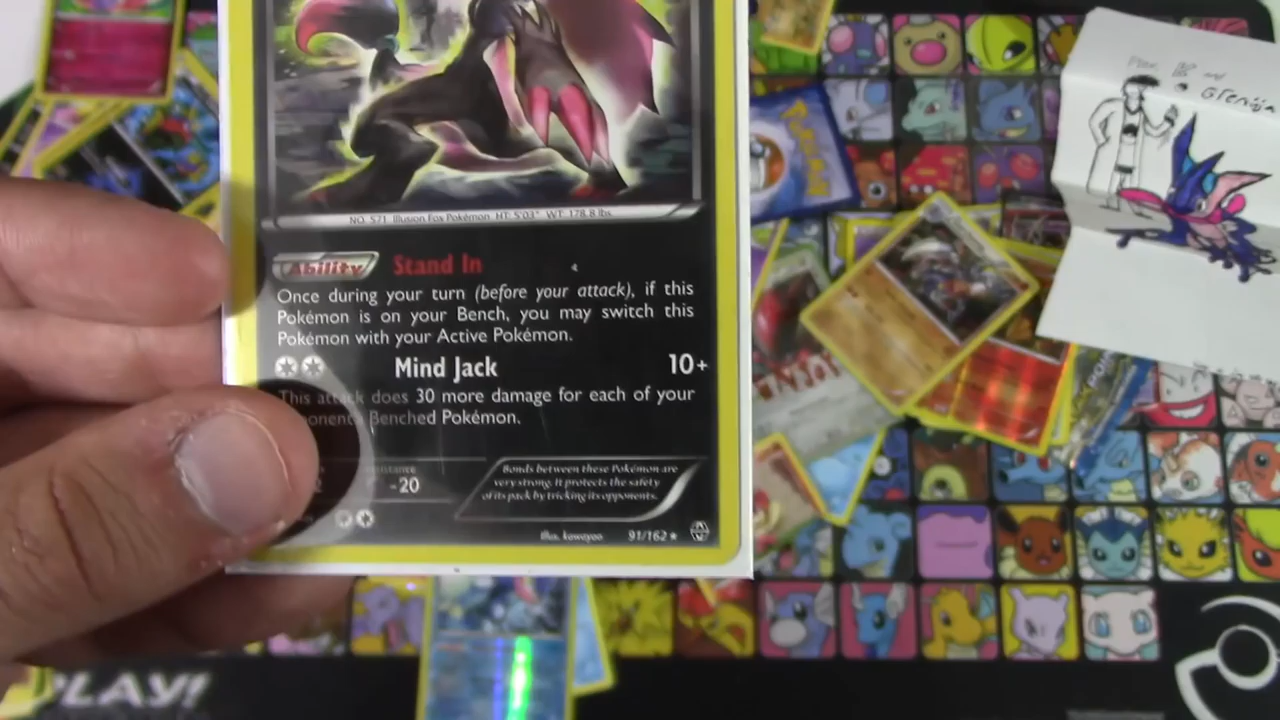 NO. 571 Illusion Fox Pokémon HT: 5'03" WT: 178.8 lbs.
Ability Stand In
Once during your turn (before your attack), if this
Pokémon is on your Bench, you may switch this
Pokémon with your Active Pokémon.
Mind Jack 10+
This attack does 30 more damage for each of your
Benched Pokémon.
-20
Bonds between these Pokémon are
very strong. It protects the safety
of its pack by tricking its opponents.
Illus. kawayoo 91/162
PLAY!